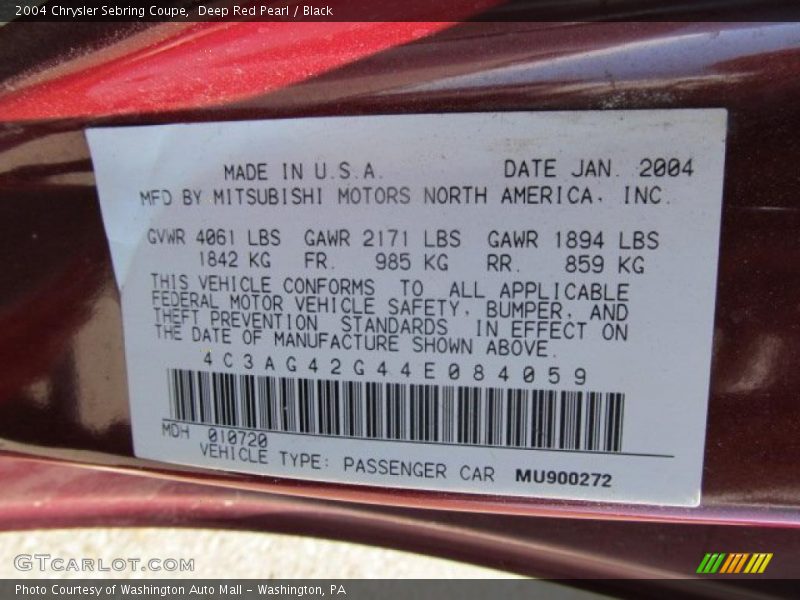 2004 Chrysler Sebring Coupe,  Deep Red Pearl / Black
MADE IN U.S.A.   DATE JAN. 2004
MFD BY MITSUBISHI MOTORS NORTH AMERICA, INC.
GVWR 4061 LBS  GAWR 2171 LBS  GAWR 1894 LBS
1842 KG  FR.  985 KG  RR.  859 KG
THIS VEHICLE CONFORMS TO ALL APPLICABLE
FEDERAL MOTOR VEHICLE SAFETY, BUMPER, AND
THEFT PREVENTION STANDARDS IN EFFECT ON
THE DATE OF MANUFACTURE SHOWN ABOVE.
4C3AG42G44E084059
MDH 010720
VEHICLE TYPE: PASSENGER CAR  MU900272
GTCARLOT.COM
Photo Courtesy of Washington Auto Mall - Washington, PA